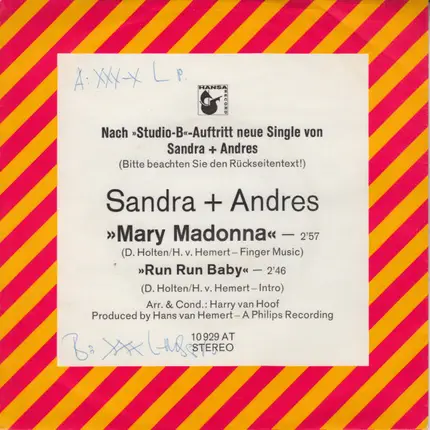 A: XXX-X L P.
HANSA
RECORD
Nach »Studio-B«-Auftritt neue Single von
Sandra + Andres
(Bitte beachten Sie den Rückseitentext!)
Sandra + Andres
»Mary Madonna« — 2'57
(D. Holten/H. v. Hemert – Finger Music)
»Run Run Baby« — 2'46
(D. Holten/H. v. Hemert – Intro)
Arr. & Cond.: Harry van Hoof
Produced by Hans van Hemert – A Philips Recording
10 929 AT
STEREO
B: XXX